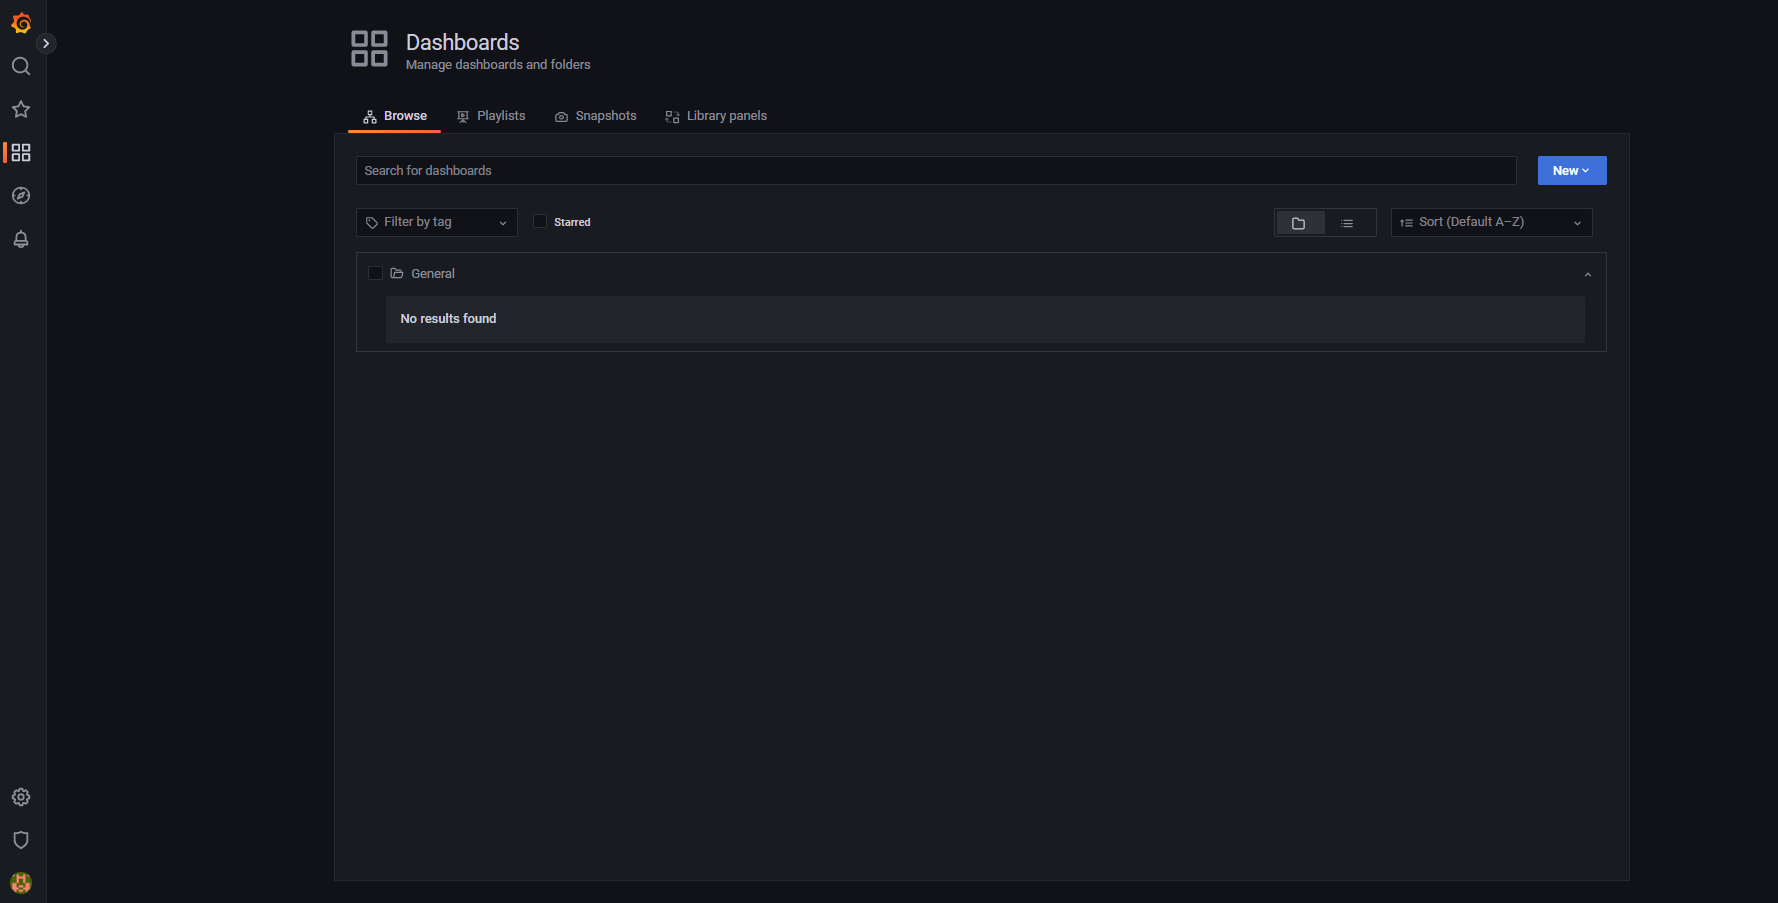 Dashboards
Manage dashboards and folders
Browse
Playlists
Snapshots
Library panels
Search for dashboards
New
Filter by tag
Starred
Sort (Default A–Z)
General
No results found